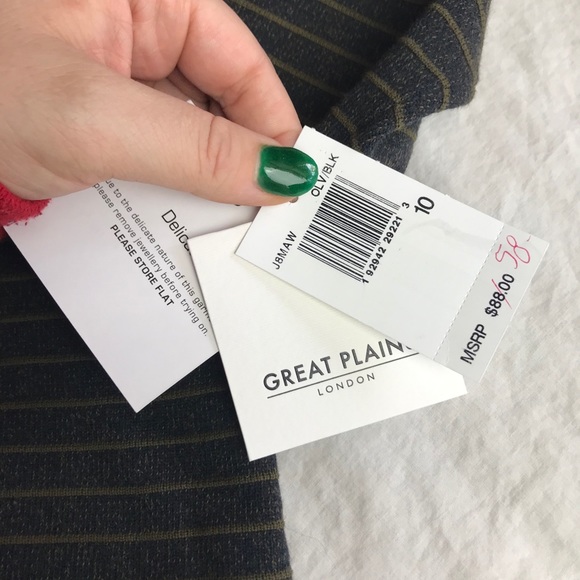 Delic
to the delicate nature of this garm
please remove jewellery before trying on.
PLEASE STORE FLAT
GREAT PLAINS
LONDON
J8MAW
OLV/BLK
1 92942 29221 3
10
MSRP $88.00
58